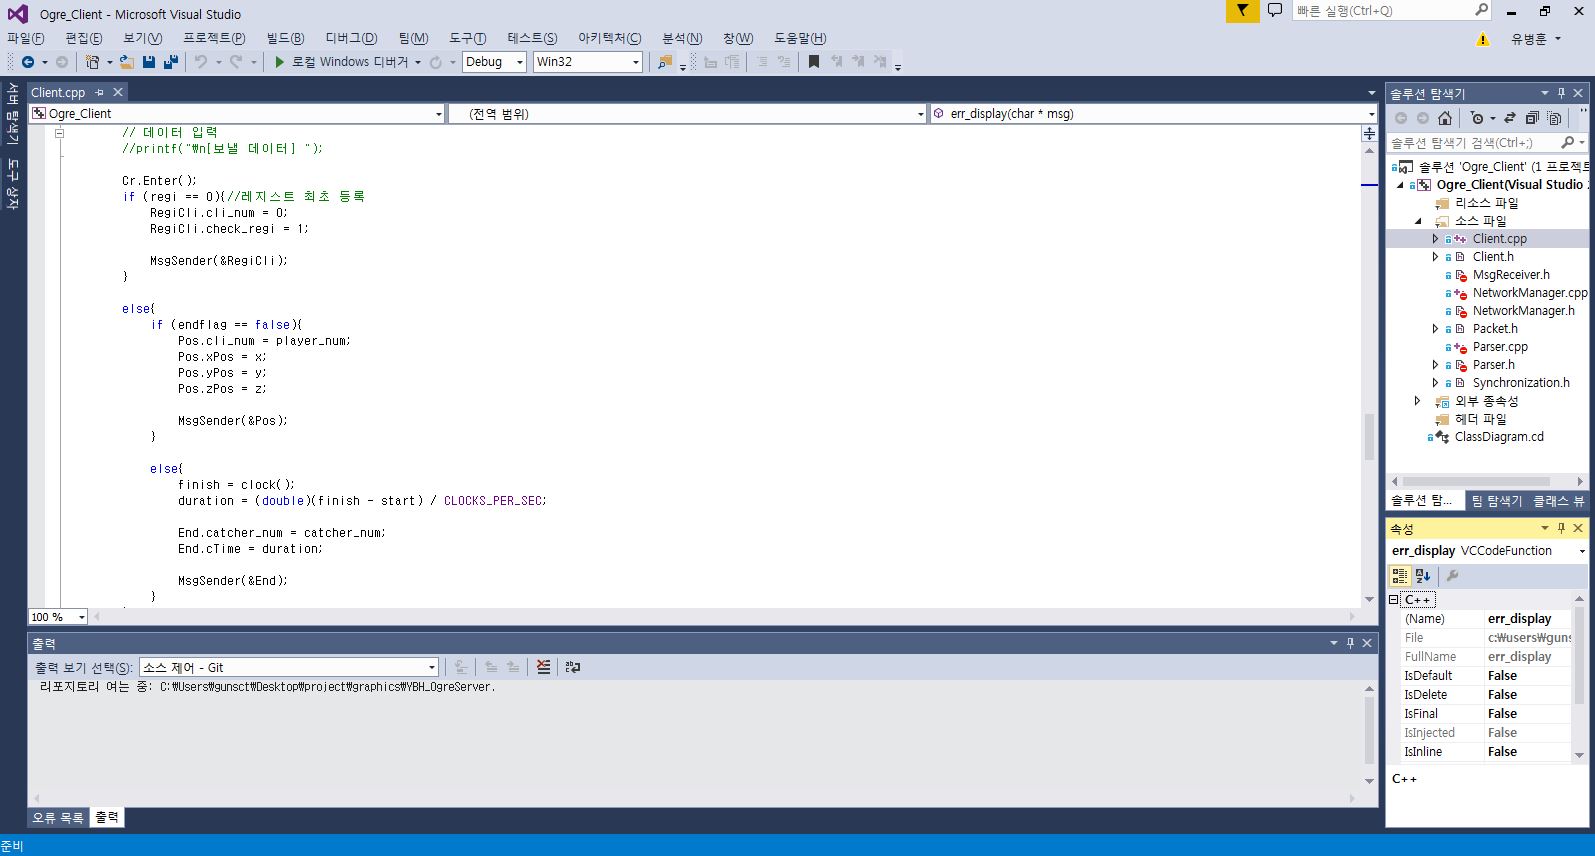 Ogre_Client - Microsoft Visual Studio
빠른 실행(Ctrl+Q)
파일(F) 편집(E) 보기(V) 프로젝트(P) 빌드(B) 디버그(D) 팀(M) 도구(T) 테스트(S) 아키텍처(C) 분석(N) 창(W) 도움말(H)
유병훈
로컬 Windows 디버거 Debug Win32
서버 탐색기
도구 상자
Client.cpp
Ogre_Client (전역 범위) err_display(char * msg)
// 데이터 입력
//printf("₩n[보낼 데이터] ");
Cr.Enter();
if (regi == 0){//레지스트 최초 등록
RegiCli.cli_num = 0;
RegiCli.check_regi = 1;
MsgSender(&RegiCli);
}
else{
if (endflag == false){
Pos.cli_num = player_num;
Pos.xPos = x;
Pos.yPos = y;
Pos.zPos = z;
MsgSender(&Pos);
}
else{
finish = clock();
duration = (double)(finish - start) / CLOCKS_PER_SEC;
End.catcher_num = catcher_num;
End.cTime = duration;
MsgSender(&End);
}
100 %
출력
출력 보기 선택(S): 소스 제어 - Git
리포지토리 여는 중: C:₩Users₩gunsct₩Desktop₩project₩graphics₩YBH_OgreServer.
오류 목록 출력
준비
솔루션 탐색기
솔루션 탐색기 검색(Ctrl+;)
솔루션 'Ogre_Client' (1 프로젝트
Ogre_Client(Visual Studio
리소스 파일
소스 파일
Client.cpp
Client.h
MsgReceiver.h
NetworkManager.cpp
NetworkManager.h
Packet.h
Parser.cpp
Parser.h
Synchronization.h
외부 종속성
헤더 파일
ClassDiagram.cd
솔루션 탐... 팀 탐색기 클래스 뷰
속성
err_display VCCodeFunction
C++
(Name) err_display
File c:₩users₩guns
FullName err_display
IsDefault False
IsDelete False
IsFinal False
IsInjected False
IsInline False
C++